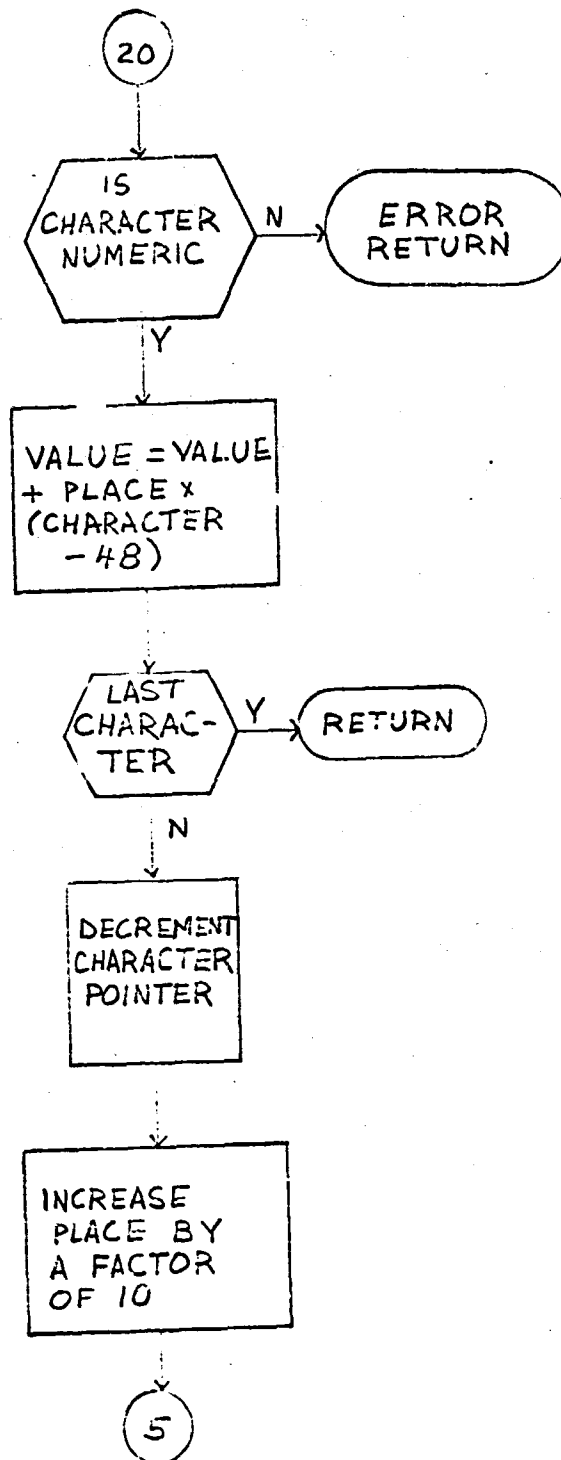 20
IS
CHARACTER
NUMERIC
N
ERROR
RETURN
Y
VALUE = VALUE
+ PLACE x
(CHARACTER
- 48)
LAST
CHARAC-
TER
Y
RETURN
N
DECREMENT
CHARACTER
POINTER
INCREASE
PLACE BY
A FACTOR
OF 10
5